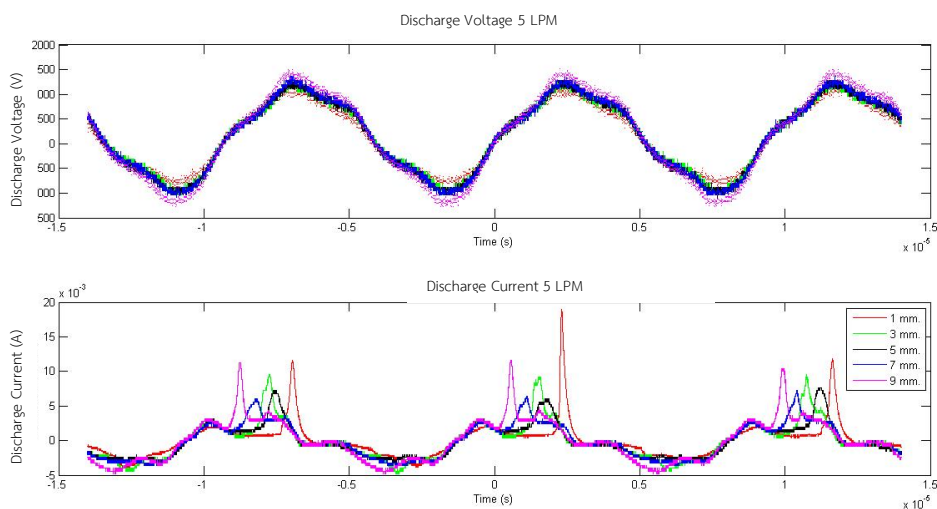 Discharge Voltage 5 LPM
2000
500
000
500
0
500
000
500
Discharge Voltage (V)
-1.5 -1 -0.5 0 0.5 1 1.5
Time (s)
x 10⁻⁵
Discharge Current 5 LPM
x 10⁻³
20
15
10
5
0
-5
Discharge Current (A)
1 mm.
3 mm.
5 mm.
7 mm.
9 mm.
-1.5 -1 -0.5 0 0.5 1 1.5
Time (s)
x 10⁻⁵